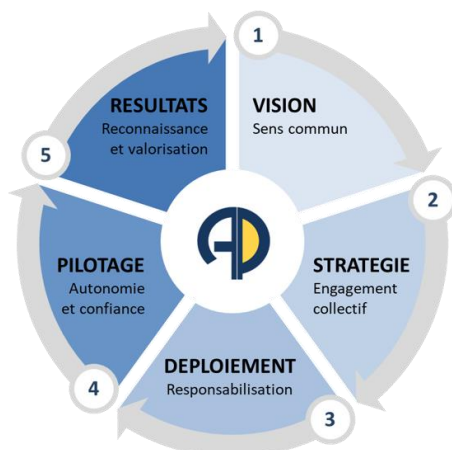 1
VISION
Sens commun
2
STRATEGIE
Engagement
collectif
3
DEPLOIEMENT
Responsabilisation
4
PILOTAGE
Autonomie
et confiance
5
RESULTATS
Reconnaissance
et valorisation